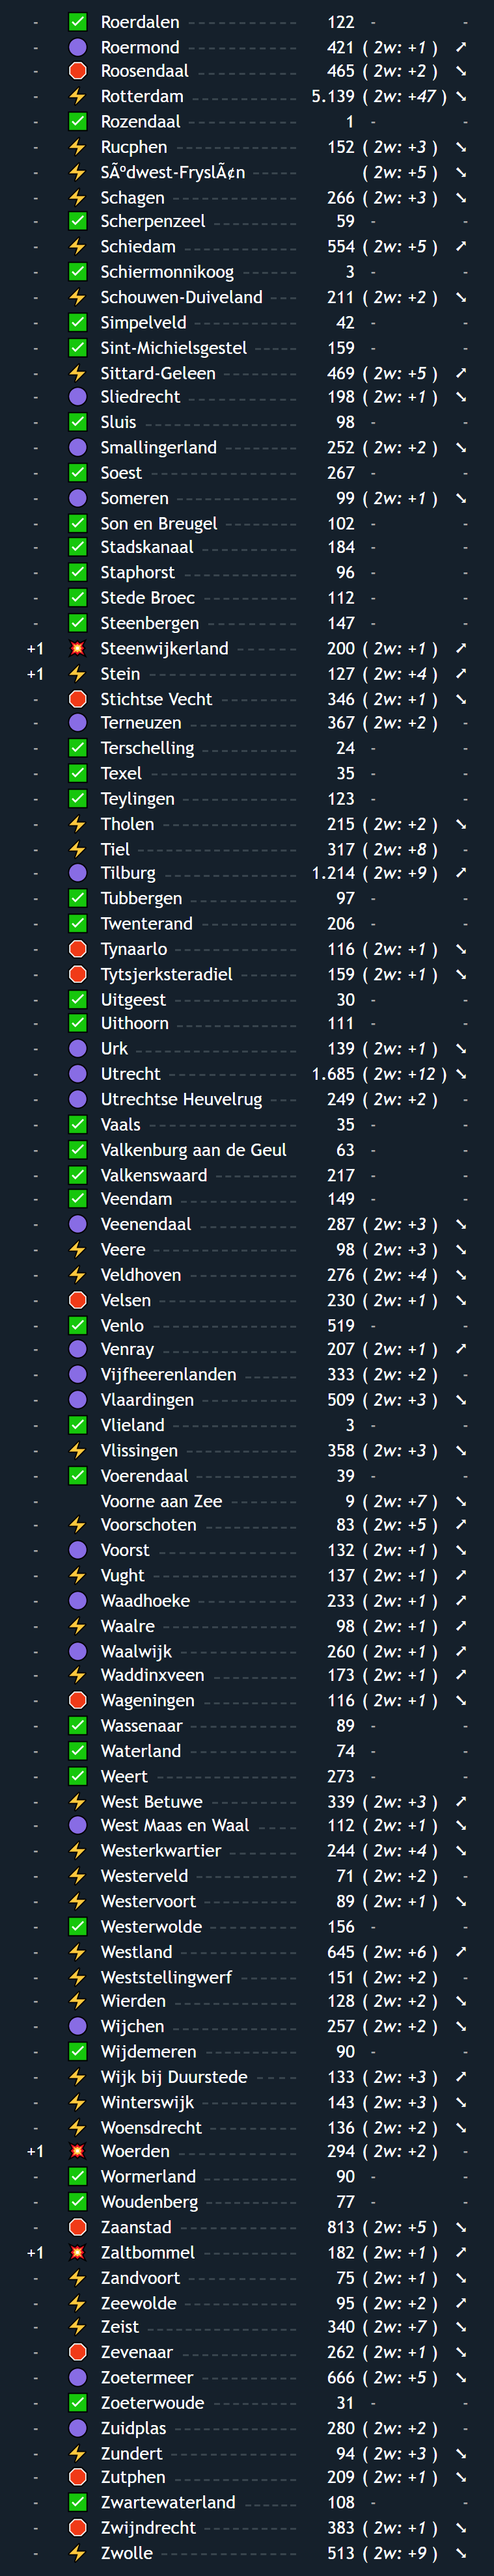 - ✅ Roerdalen 122 - -
- 🟣 Roermond 421 ( 2w: +1 ) ➚
- 🛑 Roosendaal 465 ( 2w: +2 ) ➘
- ⚡ Rotterdam 5.139 ( 2w: +47 ) ➘
- ✅ Rozendaal 1 - -
- ⚡ Rucphen 152 ( 2w: +3 ) ➘
- ⚡ SÃºdwest-FryslÃ¢n ( 2w: +5 ) ➘
- ⚡ Schagen 266 ( 2w: +3 ) ➘
- ✅ Scherpenzeel 59 - -
- ⚡ Schiedam 554 ( 2w: +5 ) ➚
- ✅ Schiermonnikoog 3 - -
- ⚡ Schouwen-Duiveland 211 ( 2w: +2 ) ➘
- ✅ Simpelveld 42 - -
- ✅ Sint-Michielsgestel 159 - -
- ⚡ Sittard-Geleen 469 ( 2w: +5 ) ➚
- 🟣 Sliedrecht 198 ( 2w: +1 ) ➘
- ✅ Sluis 98 - -
- 🟣 Smallingerland 252 ( 2w: +2 ) ➘
- ✅ Soest 267 - -
- 🟣 Someren 99 ( 2w: +1 ) ➘
- ✅ Son en Breugel 102 - -
- ✅ Stadskanaal 184 - -
- ✅ Staphorst 96 - -
- ✅ Stede Broec 112 - -
- ✅ Steenbergen 147 - -
+1 💥 Steenwijkerland 200 ( 2w: +1 ) ➚
+1 ⚡ Stein 127 ( 2w: +4 ) ➚
- 🛑 Stichtse Vecht 346 ( 2w: +1 ) ➘
- 🟣 Terneuzen 367 ( 2w: +2 ) -
- ✅ Terschelling 24 - -
- ✅ Texel 35 - -
- ✅ Teylingen 123 - -
- ⚡ Tholen 215 ( 2w: +2 ) ➘
- ⚡ Tiel 317 ( 2w: +8 ) -
- 🟣 Tilburg 1.214 ( 2w: +9 ) ➚
- ✅ Tubbergen 97 - -
- ✅ Twenterand 206 - -
- 🛑 Tynaarlo 116 ( 2w: +1 ) ➘
- 🛑 Tytsjerksteradiel 159 ( 2w: +1 ) ➘
- ✅ Uitgeest 30 - -
- ✅ Uithoorn 111 - -
- 🟣 Urk 139 ( 2w: +1 ) ➘
- 🟣 Utrecht 1.685 ( 2w: +12 ) ➘
- 🟣 Utrechtse Heuvelrug 249 ( 2w: +2 ) -
- ✅ Vaals 35 - -
- ✅ Valkenburg aan de Geul 63 - -
- ✅ Valkenswaard 217 - -
- ✅ Veendam 149 - -
- 🟣 Veenendaal 287 ( 2w: +3 ) ➘
- ⚡ Veere 98 ( 2w: +3 ) ➘
- ⚡ Veldhoven 276 ( 2w: +4 ) ➘
- 🛑 Velsen 230 ( 2w: +1 ) ➘
- ✅ Venlo 519 - -
- 🟣 Venray 207 ( 2w: +1 ) ➚
- 🟣 Vijfheerenlanden 333 ( 2w: +2 ) -
- 🟣 Vlaardingen 509 ( 2w: +3 ) ➘
- ✅ Vlieland 3 - -
- ⚡ Vlissingen 358 ( 2w: +3 ) ➘
- ✅ Voerendaal 39 - -
- Voorne aan Zee 9 ( 2w: +7 ) ➘
- ⚡ Voorschoten 83 ( 2w: +5 ) ➚
- 🟣 Voorst 132 ( 2w: +1 ) ➘
- ⚡ Vught 137 ( 2w: +1 ) ➚
- 🟣 Waadhoeke 233 ( 2w: +1 ) ➚
- ⚡ Waalre 98 ( 2w: +1 ) ➚
- 🟣 Waalwijk 260 ( 2w: +1 ) ➚
- ⚡ Waddinxveen 173 ( 2w: +1 ) ➚
- 🛑 Wageningen 116 ( 2w: +1 ) ➘
- ✅ Wassenaar 89 - -
- ✅ Waterland 74 - -
- ✅ Weert 273 - -
- ⚡ West Betuwe 339 ( 2w: +3 ) ➚
- 🟣 West Maas en Waal 112 ( 2w: +1 ) ➘
- ⚡ Westerkwartier 244 ( 2w: +4 ) ➘
- ⚡ Westerveld 71 ( 2w: +2 ) -
- ⚡ Westervoort 89 ( 2w: +1 ) ➘
- ✅ Westerwolde 156 - -
- ⚡ Westland 645 ( 2w: +6 ) ➚
- ⚡ Weststellingwerf 151 ( 2w: +2 ) -
- ⚡ Wierden 128 ( 2w: +2 ) ➘
- 🟣 Wijchen 257 ( 2w: +2 ) ➘
- ✅ Wijdemeren 90 - -
- ⚡ Wijk bij Duurstede 133 ( 2w: +3 ) ➚
- ⚡ Winterswijk 143 ( 2w: +3 ) ➘
- ⚡ Woensdrecht 136 ( 2w: +2 ) ➘
+1 💥 Woerden 294 ( 2w: +2 ) -
- ✅ Wormerland 90 - -
- ✅ Woudenberg 77 - -
- 🛑 Zaanstad 813 ( 2w: +5 ) ➘
+1 💥 Zaltbommel 182 ( 2w: +1 ) ➚
- ⚡ Zandvoort 75 ( 2w: +1 ) ➘
- ⚡ Zeewolde 95 ( 2w: +2 ) ➚
- ⚡ Zeist 340 ( 2w: +7 ) ➘
- 🛑 Zevenaar 262 ( 2w: +1 ) ➘
- 🟣 Zoetermeer 666 ( 2w: +5 ) ➘
- ✅ Zoeterwoude 31 - -
- 🟣 Zuidplas 280 ( 2w: +2 ) -
- ⚡ Zundert 94 ( 2w: +3 ) ➘
- 🛑 Zutphen 209 ( 2w: +1 ) ➘
- ✅ Zwartewaterland 108 - -
- 🛑 Zwijndrecht 383 ( 2w: +1 ) ➘
- ⚡ Zwolle 513 ( 2w: +9 ) ➘